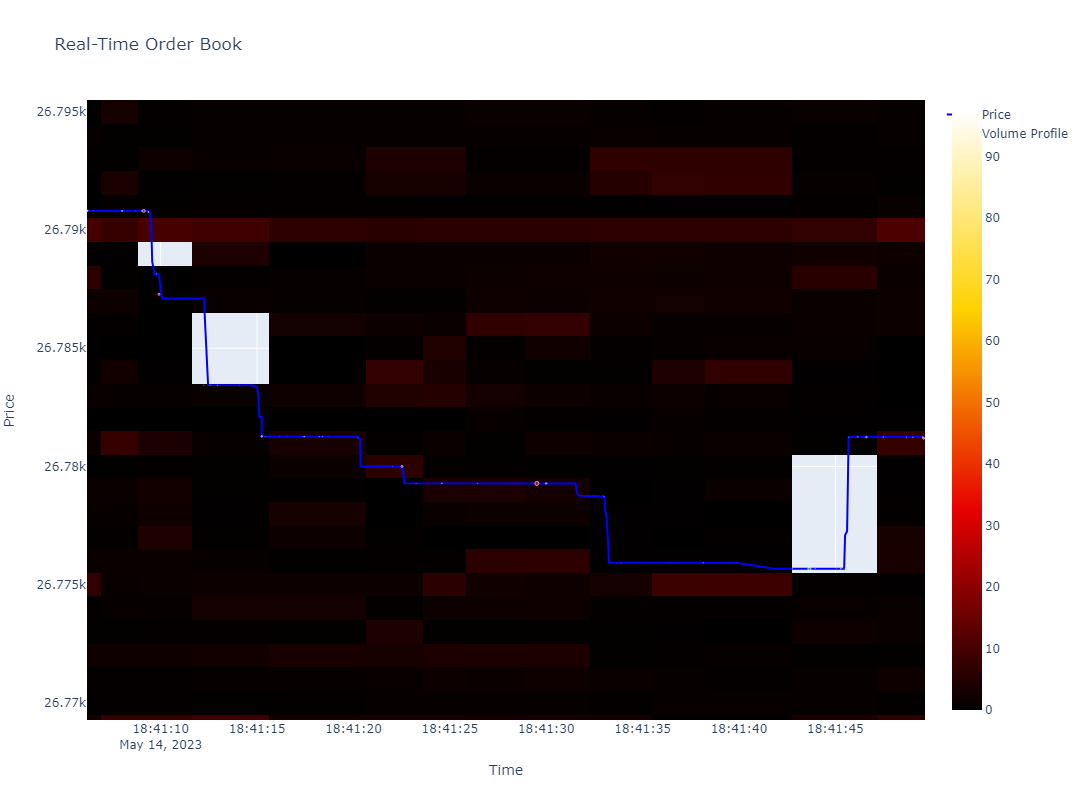 Real-Time Order Book
26.795k
26.79k
26.785k
26.78k
26.775k
26.77k
Price
18:41:10
May 14, 2023
18:41:15
18:41:20
18:41:25
18:41:30
18:41:35
18:41:40
18:41:45
Time
Price
Volume Profile
90
80
70
60
50
40
30
20
10
0